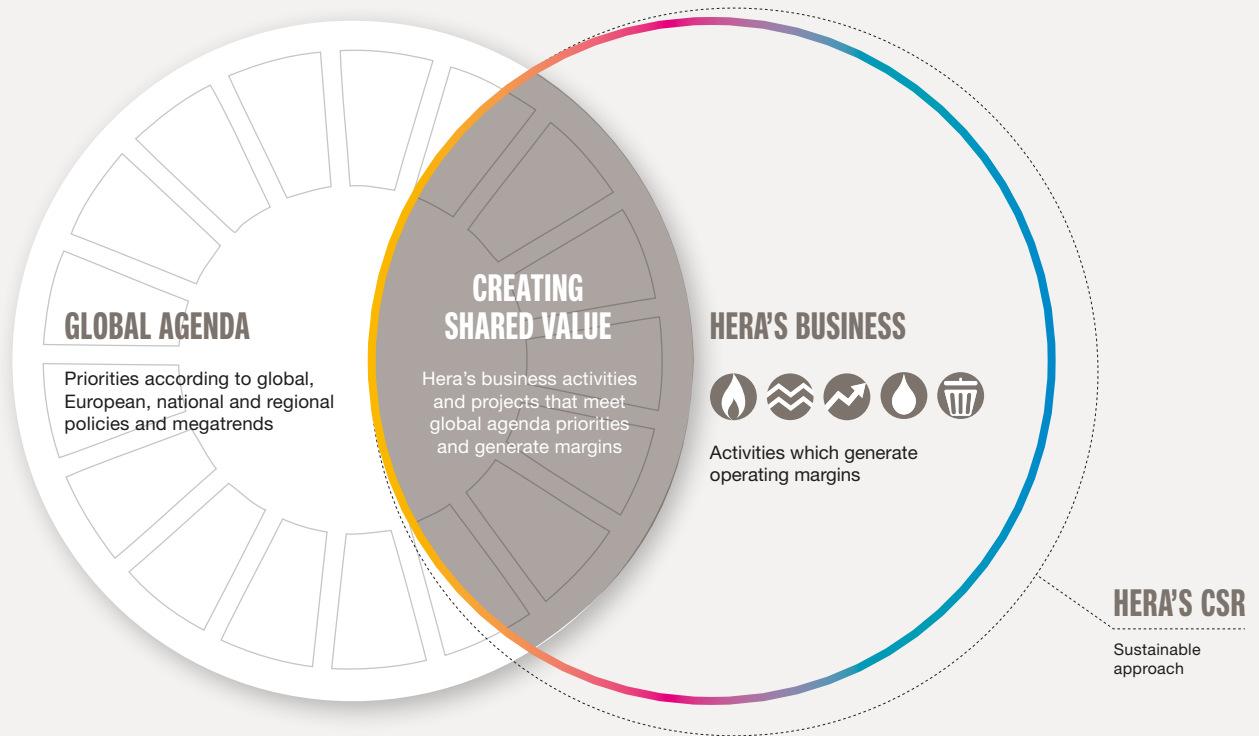 GLOBAL AGENDA
Priorities according to global,
European, national and regional
policies and megatrends
CREATING
SHARED VALUE
Hera's business activities
and projects that meet
global agenda priorities
and generate margins
HERA'S BUSINESS
Activities which generate
operating margins
HERA'S CSR
Sustainable
approach